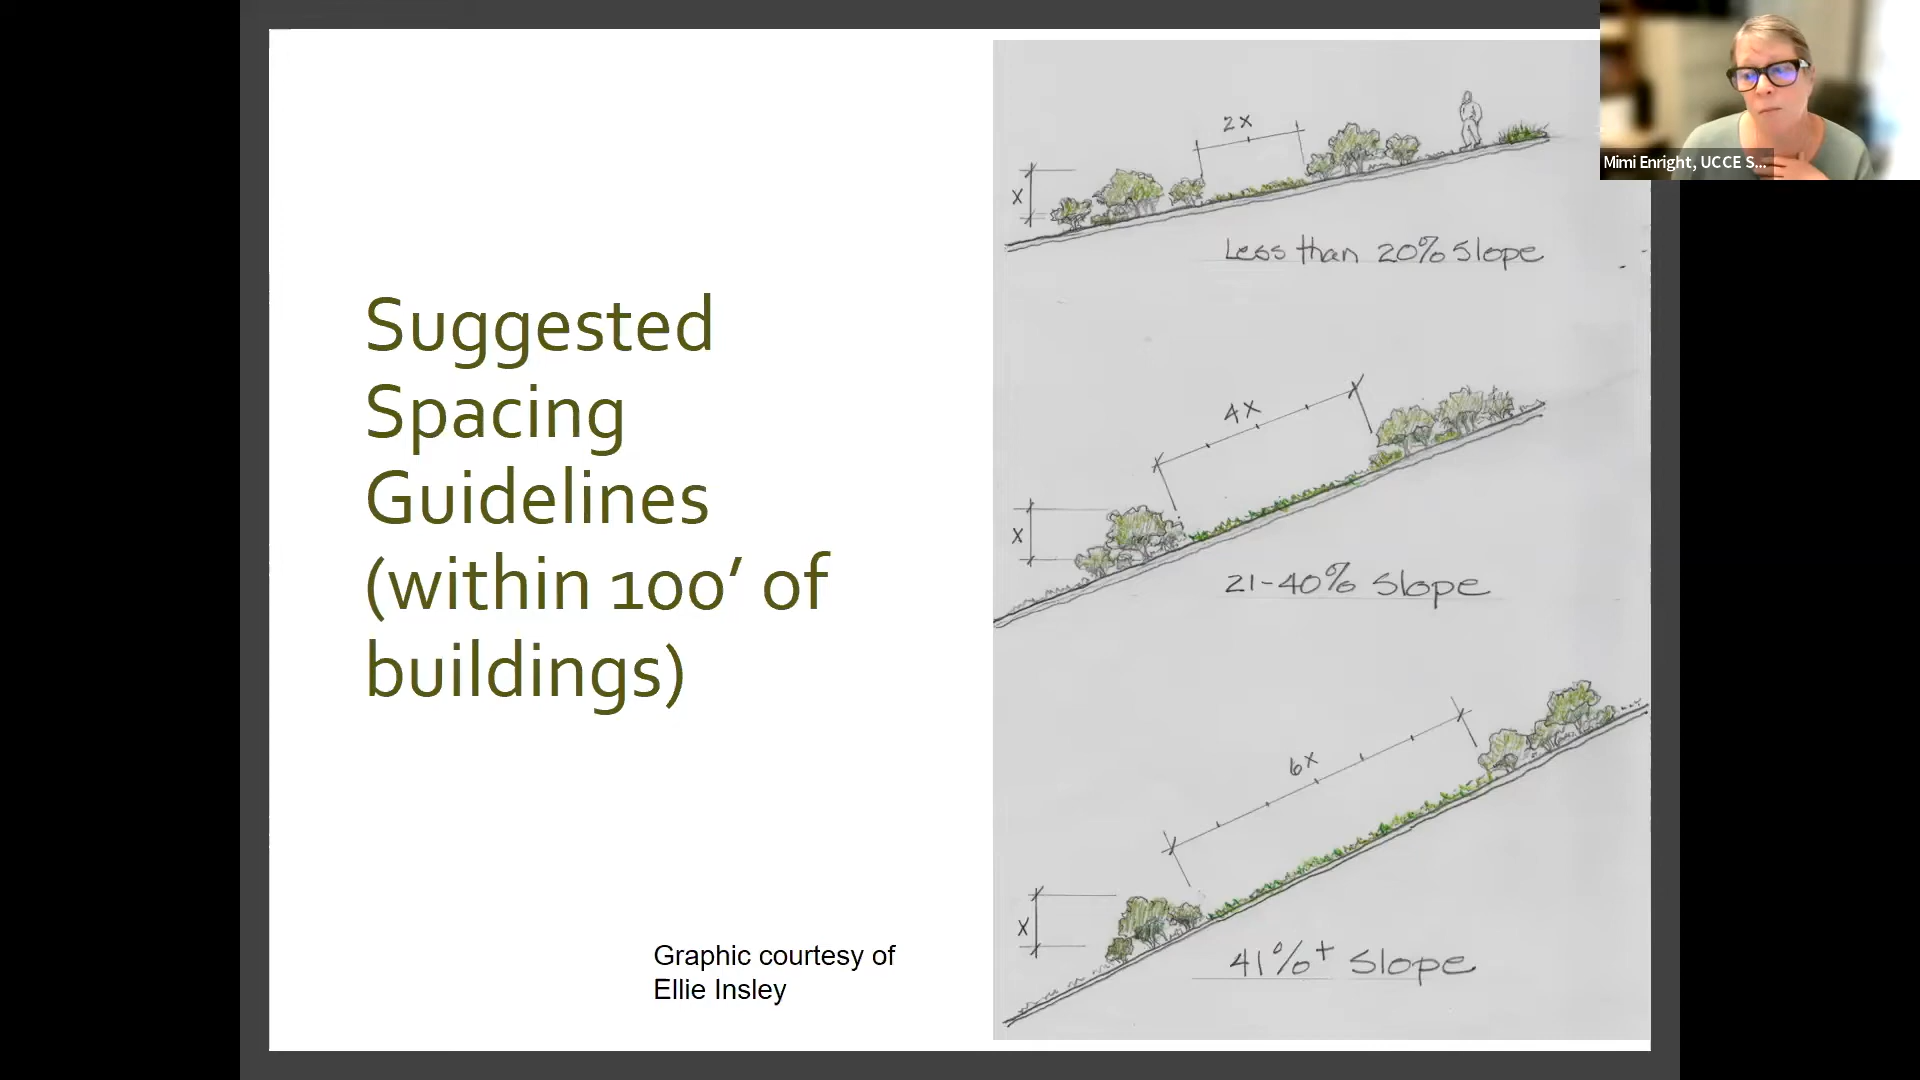 Suggested
Spacing
Guidelines
(within 100’ of
buildings)
Graphic courtesy of
Ellie Insley
2x
x
Less than 20% slope
4x
x
21-40% slope
6x
x
41%+ slope
Mimi Enright, UCCE S...